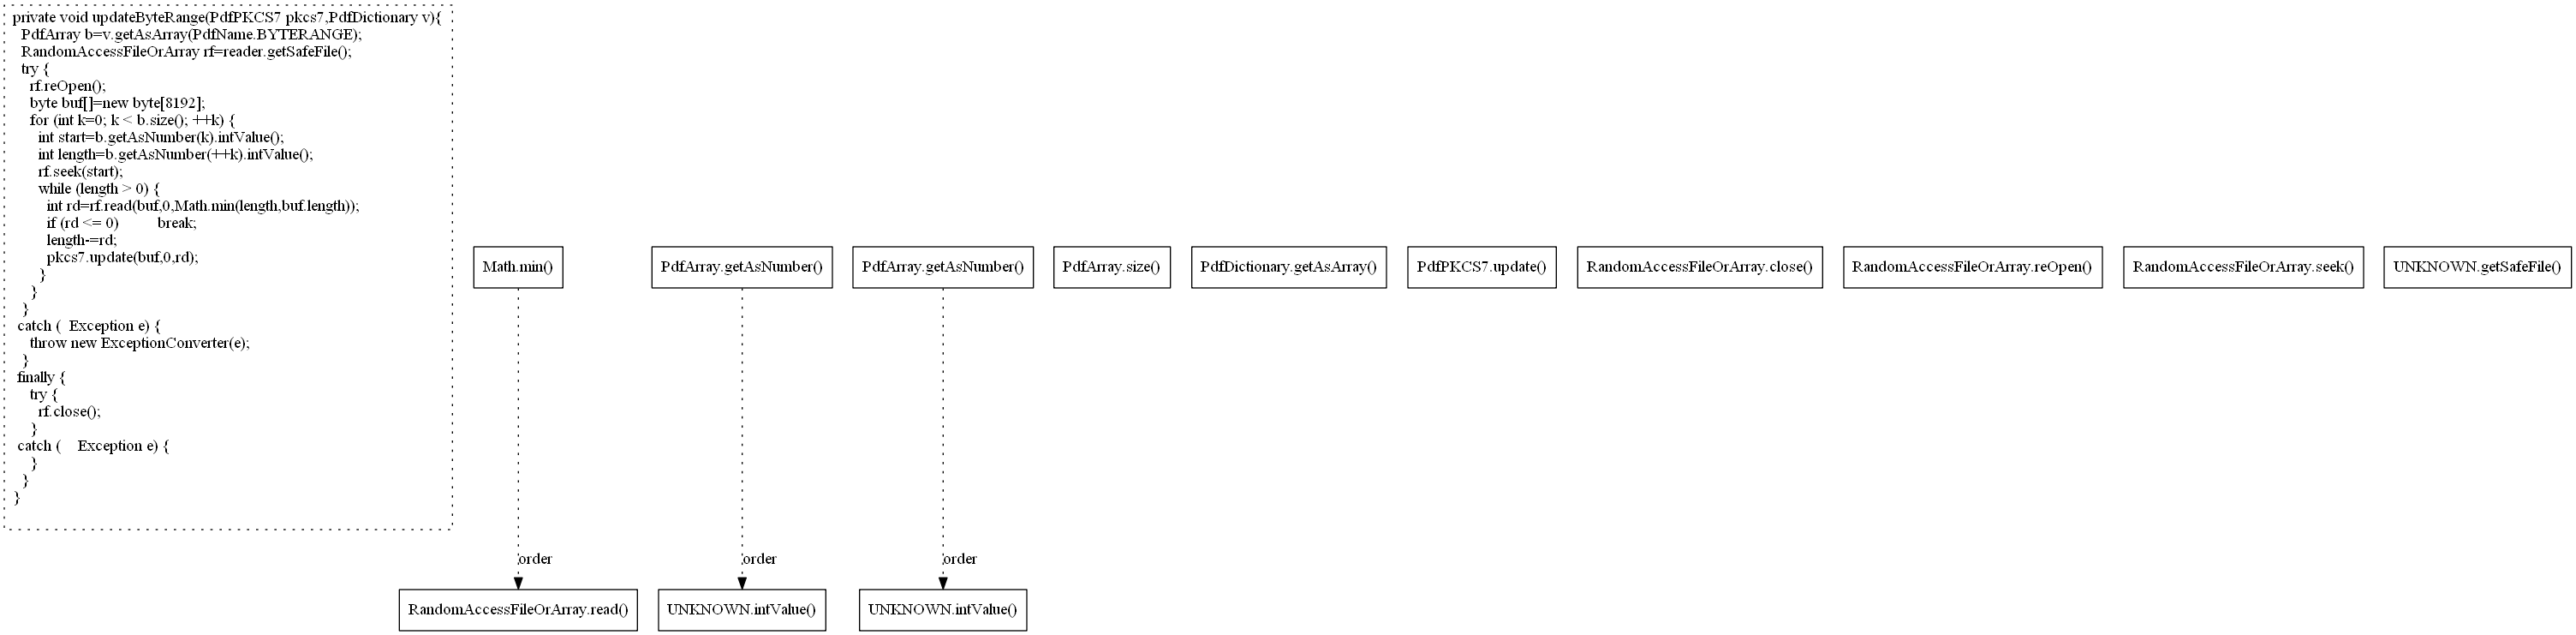 private void updateByteRange(PdfPKCS7 pkcs7,PdfDictionary v){
  PdfArray b=v.getAsArray(PdfName.BYTERANGE);
  RandomAccessFileOrArray rf=reader.getSafeFile();
  try {
    rf.reOpen();
    byte buf[]=new byte[8192];
    for (int k=0; k < b.size(); ++k) {
      int start=b.getAsNumber(k).intValue();
      int length=b.getAsNumber(++k).intValue();
      rf.seek(start);
      while (length > 0) {
        int rd=rf.read(buf,0,Math.min(length,buf.length));
        if (rd <= 0)         break;
        length-=rd;
        pkcs7.update(buf,0,rd);
      }
    }
  }
 catch (  Exception e) {
    throw new ExceptionConverter(e);
  }
 finally {
    try {
      rf.close();
    }
 catch (    Exception e) {
    }
  }
}
Math.min()
PdfArray.getAsNumber()
PdfArray.getAsNumber()
PdfArray.size()
PdfDictionary.getAsArray()
PdfPKCS7.update()
RandomAccessFileOrArray.close()
RandomAccessFileOrArray.reOpen()
RandomAccessFileOrArray.seek()
UNKNOWN.getSafeFile()
order
order
order
RandomAccessFileOrArray.read()
UNKNOWN.intValue()
UNKNOWN.intValue()